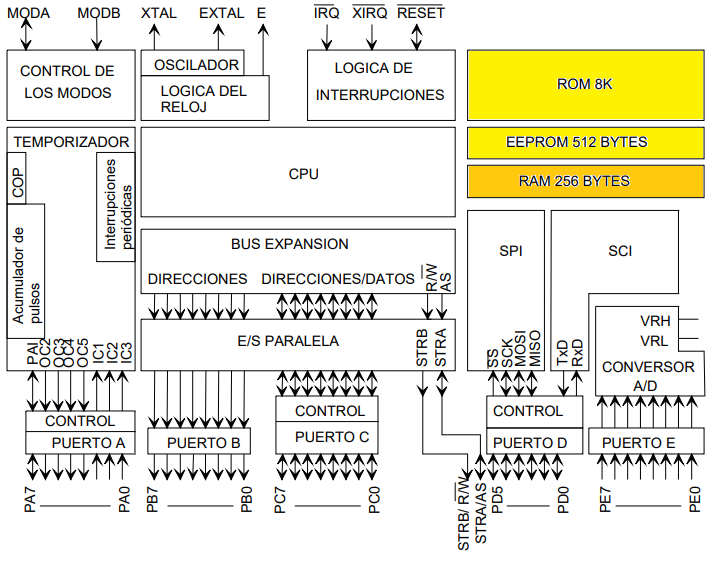 MODA MODB XTAL EXTAL E IRQ XIRQ RESET
CONTROL DE
LOS MODOS
OSCILADOR
LOGICA DEL
RELOJ
LOGICA DE
INTERRUPCIONES
ROM 8K
TEMPORIZADOR
COP
Interrupciones
periódicas
Acumulador de
pulsos
CPU
EEPROM 512 BYTES
RAM 256 BYTES
BUS EXPANSION
DIRECCIONES DIRECCIONES/DATOS R/W AS
SPI SCI
E/S PARALELA
STRB STRA
PAI OC2 OC3 OC4 OC5 IC1 IC2 IC3
SS SCK MOSI MISO TxD RxD
VRH
VRL
CONVERSOR
A/D
CONTROL
PUERTO A
PUERTO B
CONTROL
PUERTO C
CONTROL
PUERTO D
PUERTO E
PA7 PA0 PB7 PB0 PC7 PC0 STRB/ R/W STRA/AS PD5 PD0 PE7 PE0